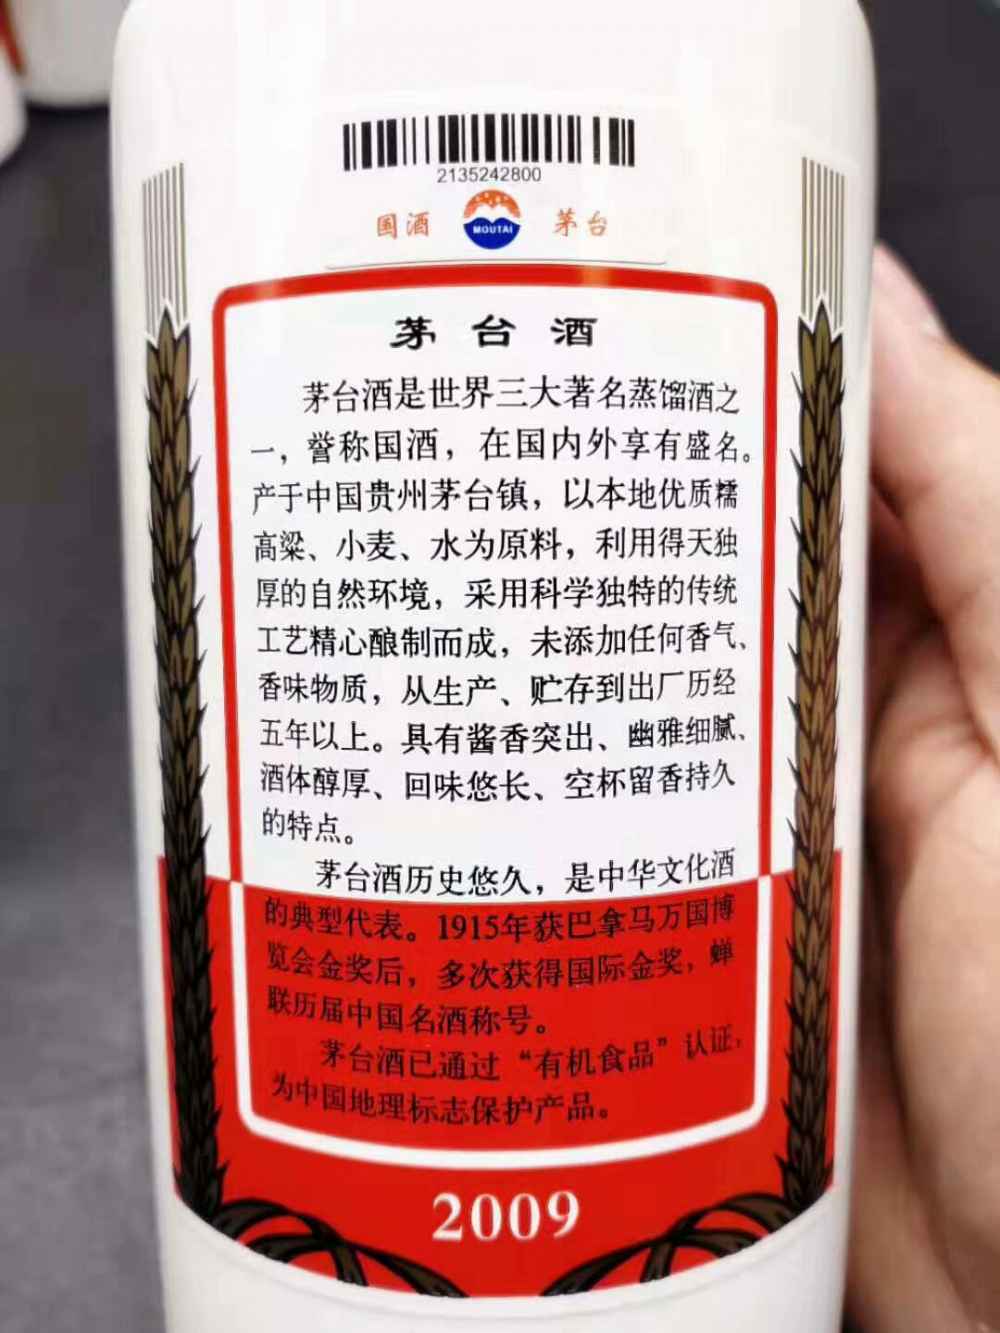 2135242800
国酒 MOUTAI 茅台
茅台酒
茅台酒是世界三大著名蒸馏酒之
一，誉称国酒，在国内外享有盛名。
产于中国贵州茅台镇，以本地优质糯
高粱、小麦、水为原料，利用得天独
厚的自然环境，采用科学独特的传统
工艺精心酿制而成，未添加任何香气、
香味物质，从生产、贮存到出厂历经
五年以上。具有酱香突出、幽雅细腻、
酒体醇厚、回味悠长、空杯留香持久
的特点。
茅台酒历史悠久，是中华文化酒
的典型代表。1915年获巴拿马万国博
览会金奖后，多次获得国际金奖，蝉
联历届中国名酒称号。
茅台酒已通过“有机食品”认证，
为中国地理标志保护产品。
2009